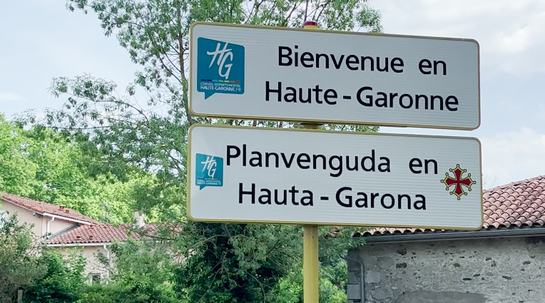 HG
Bienvenue en
Haute-Garonne
HG
Planvenguda en
Hauta-Garona